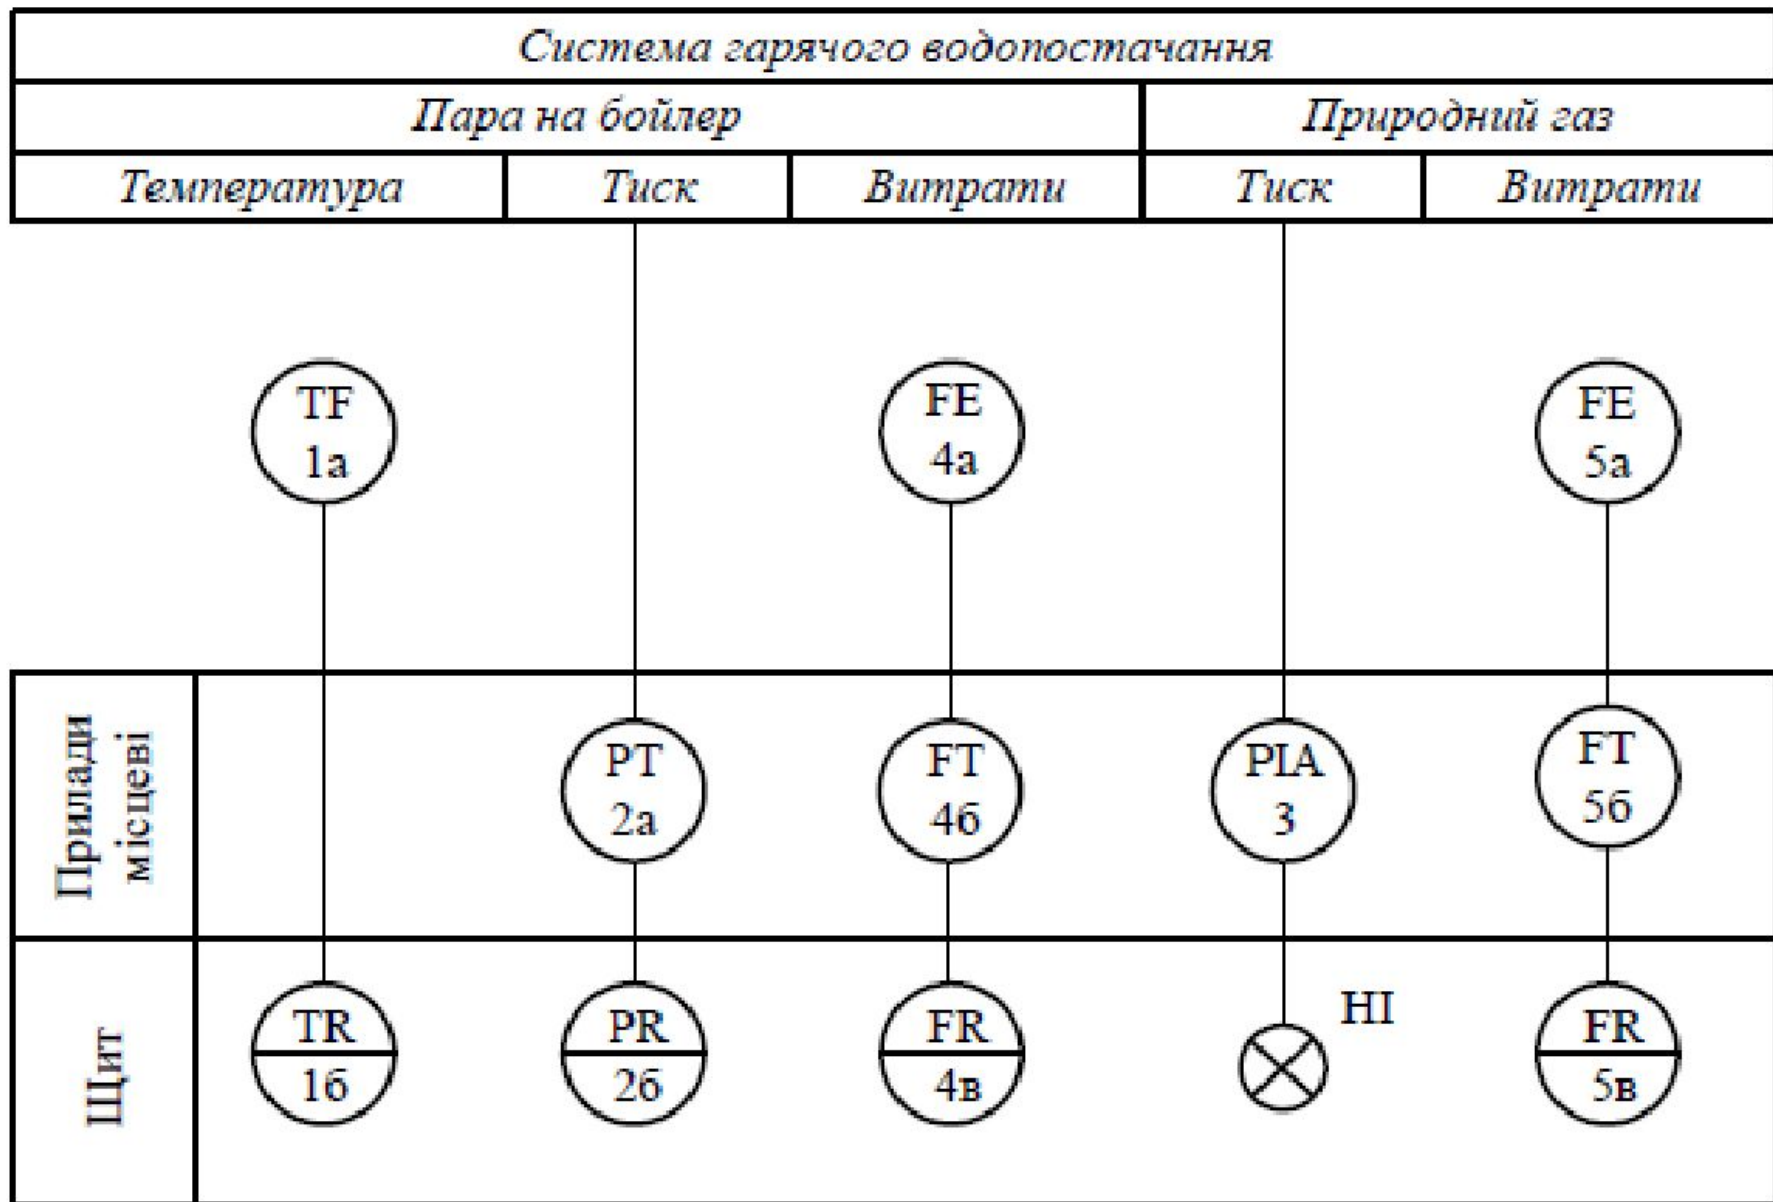 Система гарячого водопостачання
Пара на бойлер Природний газ
Температура Тиск Витрати Тиск Витрати
TF FE FE
1а 4а 5а
Прилади
місцеві
PT FT PIA FT
2а 4б 3 5б
Щит
TR PR FR HI FR
1б 2б 4в 5в